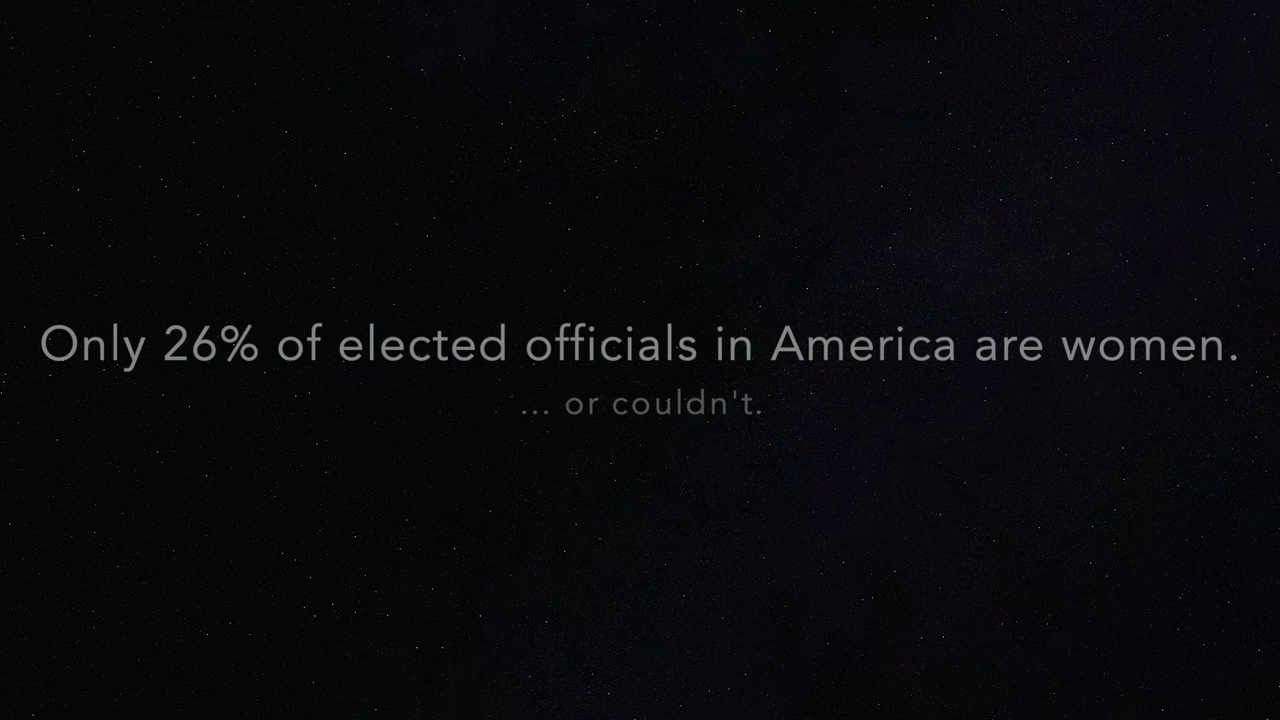 Only 26% of elected officials in America are women.
... or couldn't.